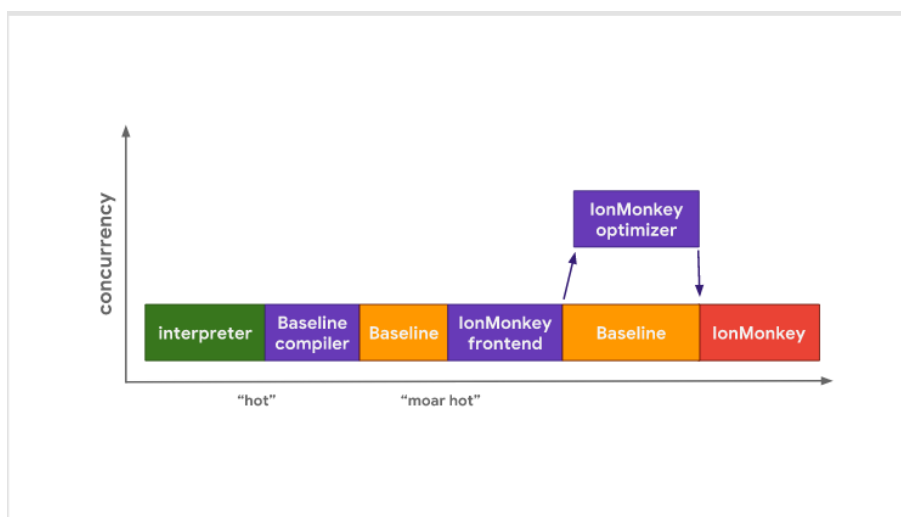 concurrency
IonMonkey
optimizer
interpreter
Baseline
compiler
Baseline
IonMonkey
frontend
Baseline
IonMonkey
“hot”
“moar hot”